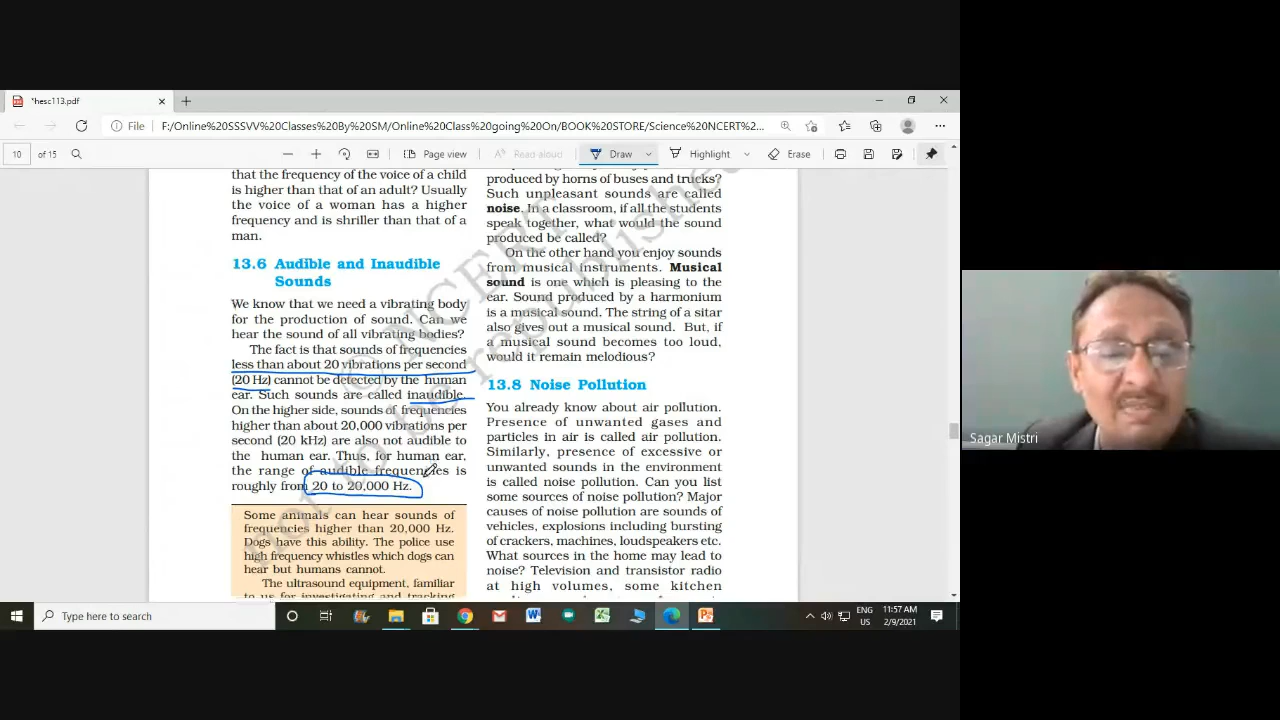 *hesc113.pdf
File
F:/Online%20SSSVV%20Classes%20By%20SM/Online%20Class%20going%20On/BOOK%20STORE/Science%20NCERT%2...
10 of 15
Page view
Read aloud
Draw
Highlight
Erase
that the frequency of the voice of a child
is higher than that of an adult? Usually
the voice of a woman has a higher
frequency and is shriller than that of a
man.
13.6 Audible and Inaudible
Sounds
We know that we need a vibrating body
for the production of sound. Can we
hear the sound of all vibrating bodies?
The fact is that sounds of frequencies
less than about 20 vibrations per second
(20 Hz) cannot be detected by the human
ear. Such sounds are called inaudible.
On the higher side, sounds of frequencies
higher than about 20,000 vibrations per
second (20 kHz) are also not audible to
the human ear. Thus, for human ear,
the range of audible frequencies is
roughly from 20 to 20,000 Hz.
Some animals can hear sounds of
frequencies higher than 20,000 Hz.
Dogs have this ability. The police use
high frequency whistles which dogs can
hear but humans cannot.
The ultrasound equipment, familiar
to us for investigating and tracking
produced by horns of buses and trucks?
Such unpleasant sounds are called
noise. In a classroom, if all the students
speak together, what would the sound
produced be called?
On the other hand you enjoy sounds
from musical instruments. Musical
sound is one which is pleasing to the
ear. Sound produced by a harmonium
is a musical sound. The string of a sitar
also gives out a musical sound. But, if
a musical sound becomes too loud,
would it remain melodious?
13.8 Noise Pollution
You already know about air pollution.
Presence of unwanted gases and
particles in air is called air pollution.
Similarly, presence of excessive or
unwanted sounds in the environment
is called noise pollution. Can you list
some sources of noise pollution? Major
causes of noise pollution are sounds of
vehicles, explosions including bursting
of crackers, machines, loudspeakers etc.
What sources in the home may lead to
noise? Television and transistor radio
at high volumes, some kitchen
© NCERT
not to be republished
Sagar Mistri
Type here to search
ENG
US
11:57 AM
2/9/2021